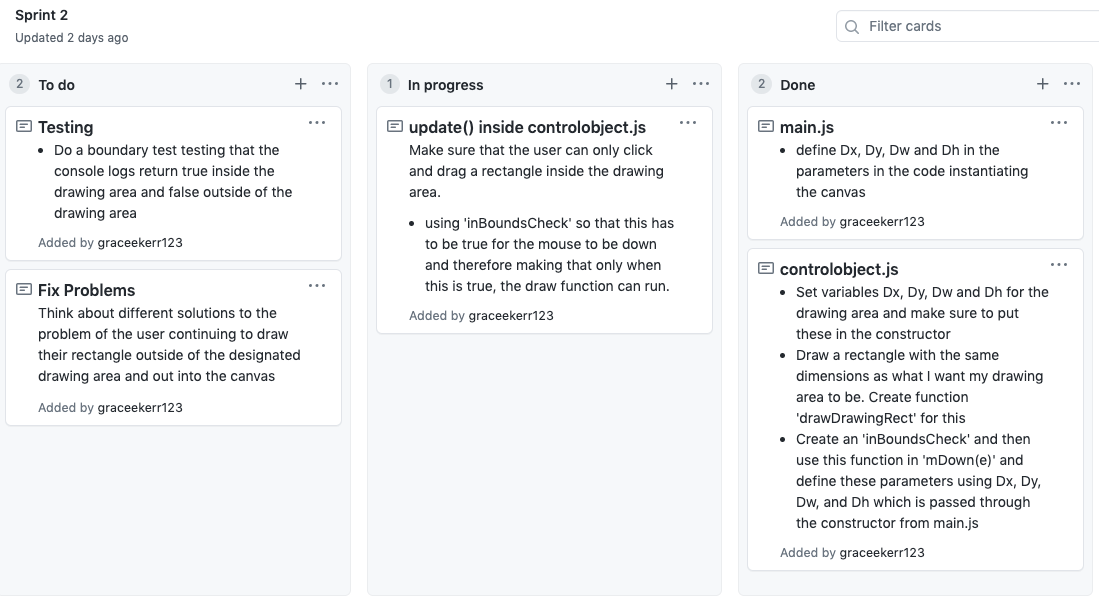 Sprint 2
Updated 2 days ago
Filter cards
2 To do
Testing
Do a boundary test testing that the
console logs return true inside the
drawing area and false outside of the
drawing area
Added by graceekerr123
Fix Problems
Think about different solutions to the
problem of the user continuing to draw
their rectangle outside of the designated
drawing area and out into the canvas
Added by graceekerr123
1 In progress
update() inside controlobject.js
Make sure that the user can only click
and drag a rectangle inside the drawing
area.
using 'inBoundsCheck' so that this has
to be true for the mouse to be down
and therefore making that only when
this is true, the draw function can run.
Added by graceekerr123
2 Done
main.js
define Dx, Dy, Dw and Dh in the
parameters in the code instantiating
the canvas
Added by graceekerr123
controlobject.js
Set variables Dx, Dy, Dw and Dh for the
drawing area and make sure to put
these in the constructor
Draw a rectangle with the same
dimensions as what I want my drawing
area to be. Create function
'drawDrawingRect' for this
Create an 'inBoundsCheck' and then
use this function in 'mDown(e)' and
define these parameters using Dx, Dy,
Dw, and Dh which is passed through
the constructor from main.js
Added by graceekerr123